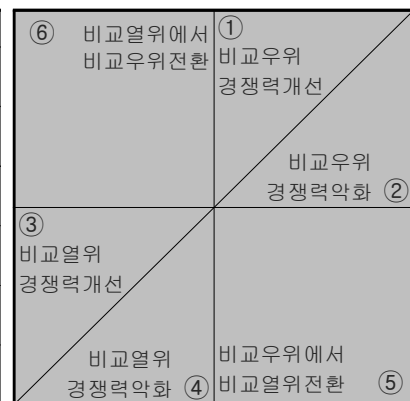 ⑥ 비교열위에서
비교우위전환
①
비교우위
경쟁력개선
비교우위
경쟁력악화 ②
③
비교열위
경쟁력개선
비교열위
경쟁력악화 ④
비교우위에서
비교열위전환 ⑤